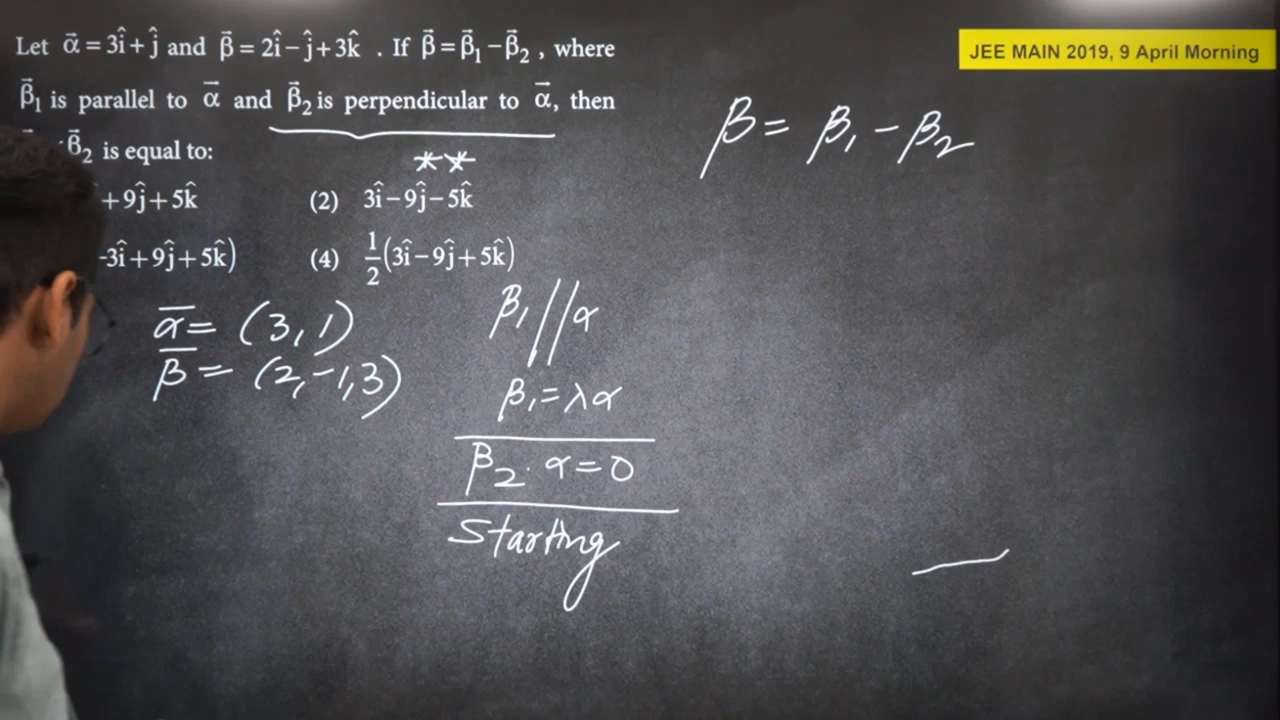 Let α⃗ = 3î + ĵ and β⃗ = 2î − ĵ + 3k̂ . If β⃗ = β⃗₁ − β⃗₂ , where
β⃗₁ is parallel to α⃗ and β⃗₂ is perpendicular to α⃗, then
β⃗₂ is equal to:
+ 9ĵ + 5k̂ (2) 3î − 9ĵ − 5k̂
-3î + 9ĵ + 5k̂) (4) 1/2(3î − 9ĵ + 5k̂)
JEE MAIN 2019, 9 April Morning
β = β₁ − β₂
**
α̅ = (3, 1)
β̅ = (2, -1, 3)
β₁ // α
β₁ = λα
β₂ · α = 0
Starting